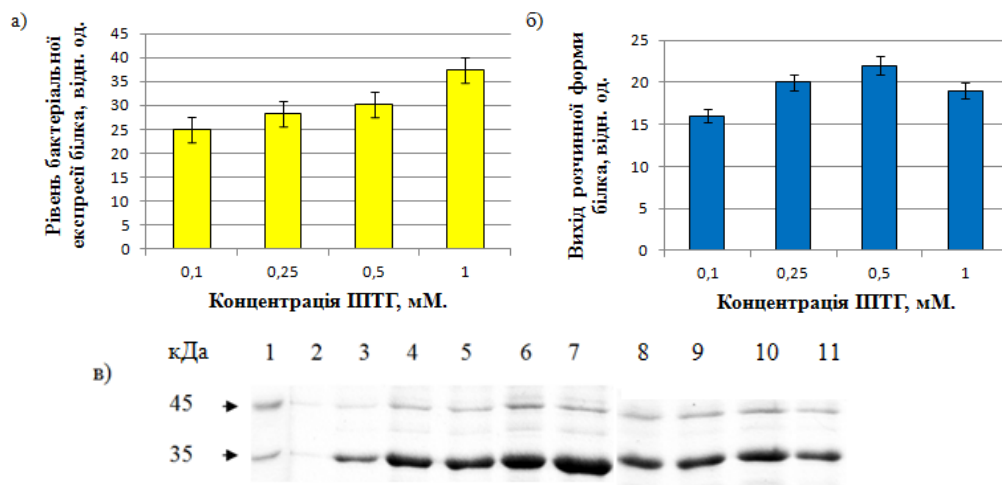 а)
Рівень бактеріальної
експресії білка, відн. од.
45
40
35
30
25
20
15
10
5
0
0,1 0,25 0,5 1
Концентрація ІПТГ, мМ.
б)
Вихід розчинної форми
білка, відн. од.
25
20
15
10
5
0
0,1 0,25 0,5 1
Концентрація ІПТГ, мМ.
в)
кДа 1 2 3 4 5 6 7 8 9 10 11
45
35